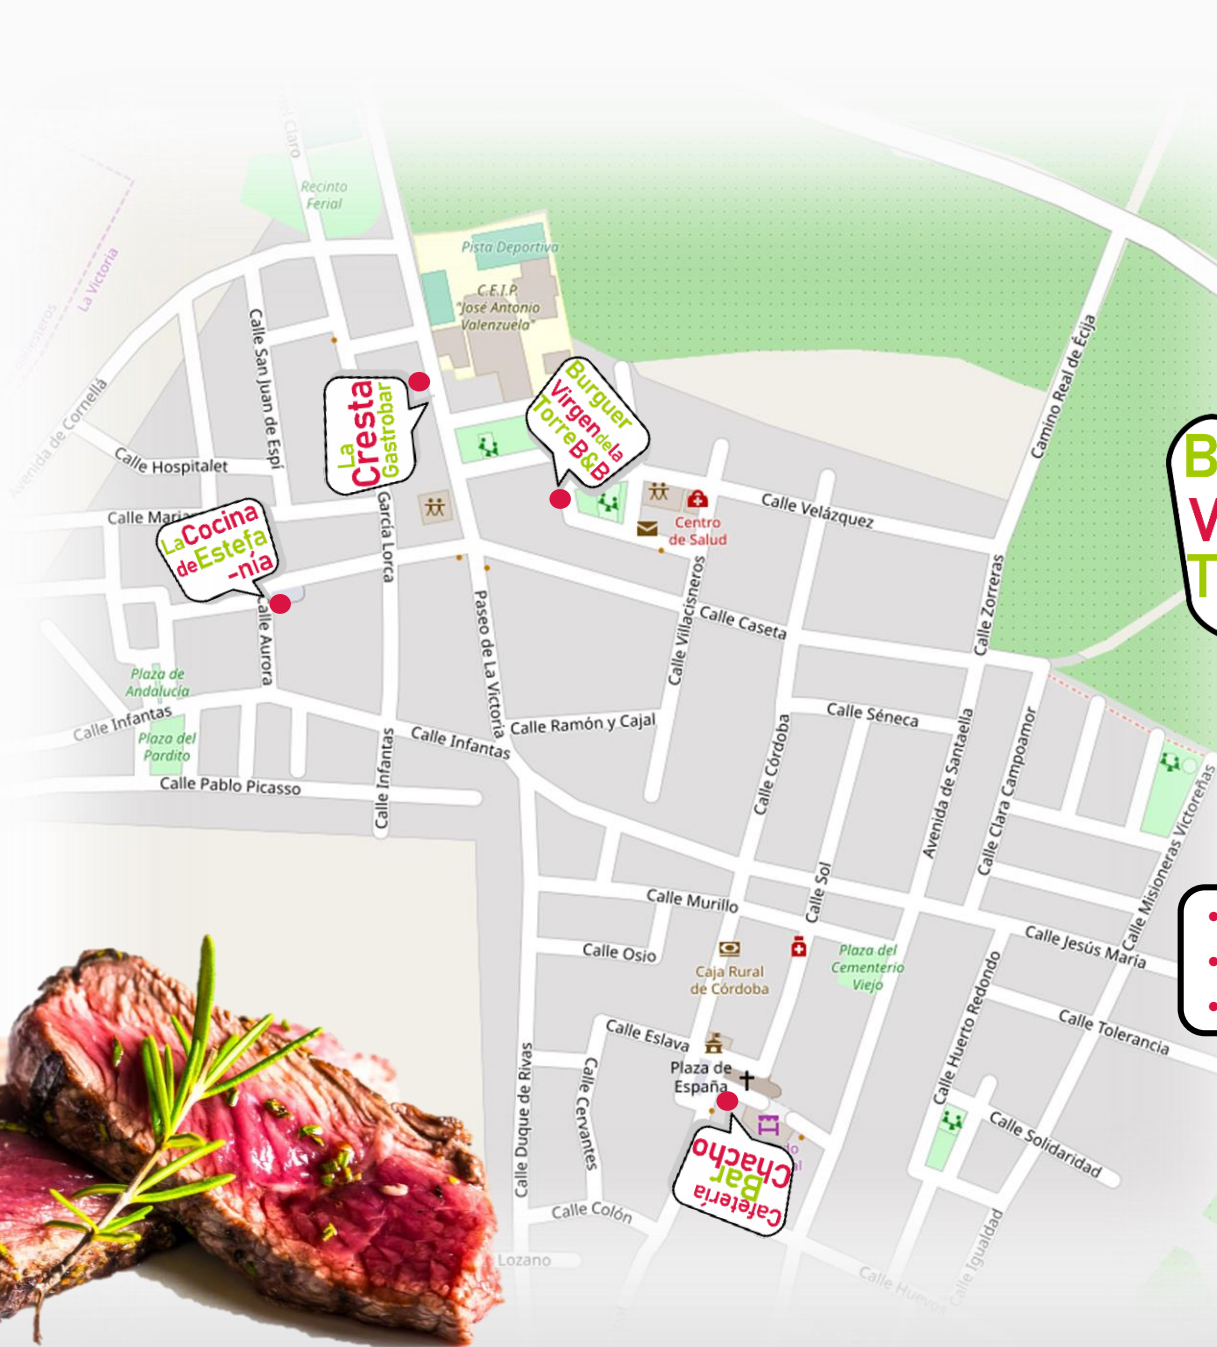 Recinto
Ferial
La Victoria
Pista Deportiva
C.E.I.P.
"José Antonio
Valenzuela"
Camino Real de Écija
Calle San Juan de Espí
Avenida de Cornellá
La
Cresta
Gastrobar
Burguer
Virgen de la
Torre B&B
Calle Hospitalet
Calle Maria
García Lorca
La Cocina
de Estefa
-nía
Calle Velázquez
Centro
de Salud
Calle Zorreras
Calle Villacisneros
Calle Caseta
Calle Aurora
Paseo de La Victoria
Plaza de
Andalucía
Calle Infantas
Plaza del
Pardito
Calle Ramón y Cajal
Calle Infantas
Calle Séneca
Calle Córdoba
Avenida de Santaella
Calle Clara Campoamor
Calle Pablo Picasso
Calle Infantas
Calle Misioneras Victoreñas
Calle Sol
Calle Murillo
Calle Osio
Caja Rural
de Córdoba
Plaza del
Cementerio
Viejo
Calle Jesús María
Calle Huerto Redondo
Calle Tolerancia
Calle Eslava
Plaza de
España
Calle Duque de Rivas
Calle Cervantes
Calle Solidaridad
Cafetería
Bar
Chacho
Calle Colón
Lozano
Calle Huevos
Calle Igualdad
B
V
T